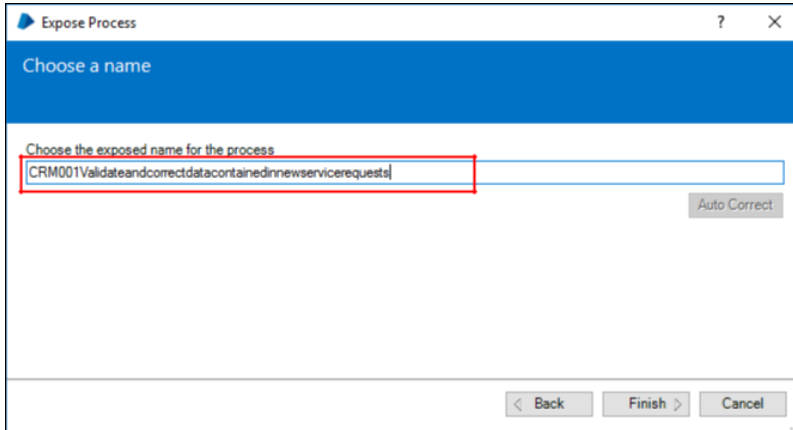 Expose Process
?
Choose a name
Choose the exposed name for the process
CRM001Validateandcorrectdatacontainedinnewservicerequests
Auto Correct
Back Finish Cancel